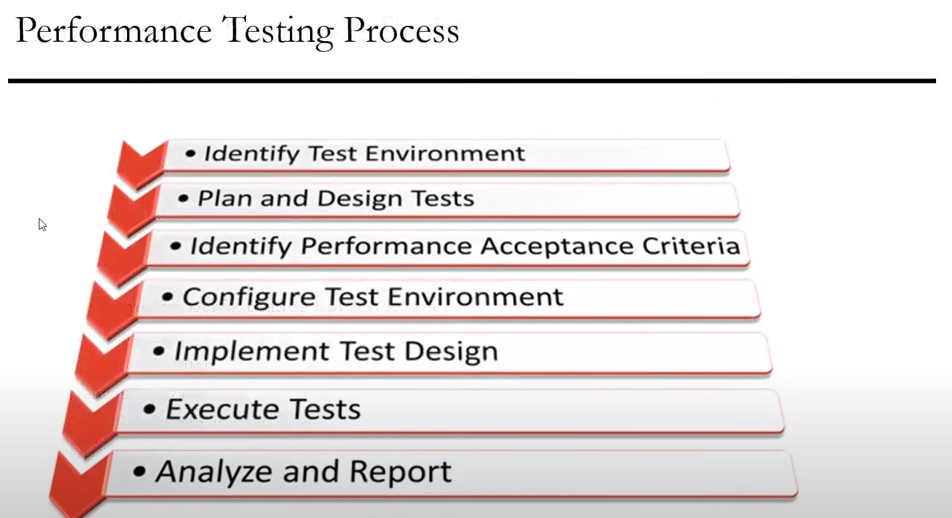 Performance Testing Process
• Identify Test Environment
• Plan and Design Tests
• Identify Performance Acceptance Criteria
• Configure Test Environment
• Implement Test Design
• Execute Tests
• Analyze and Report